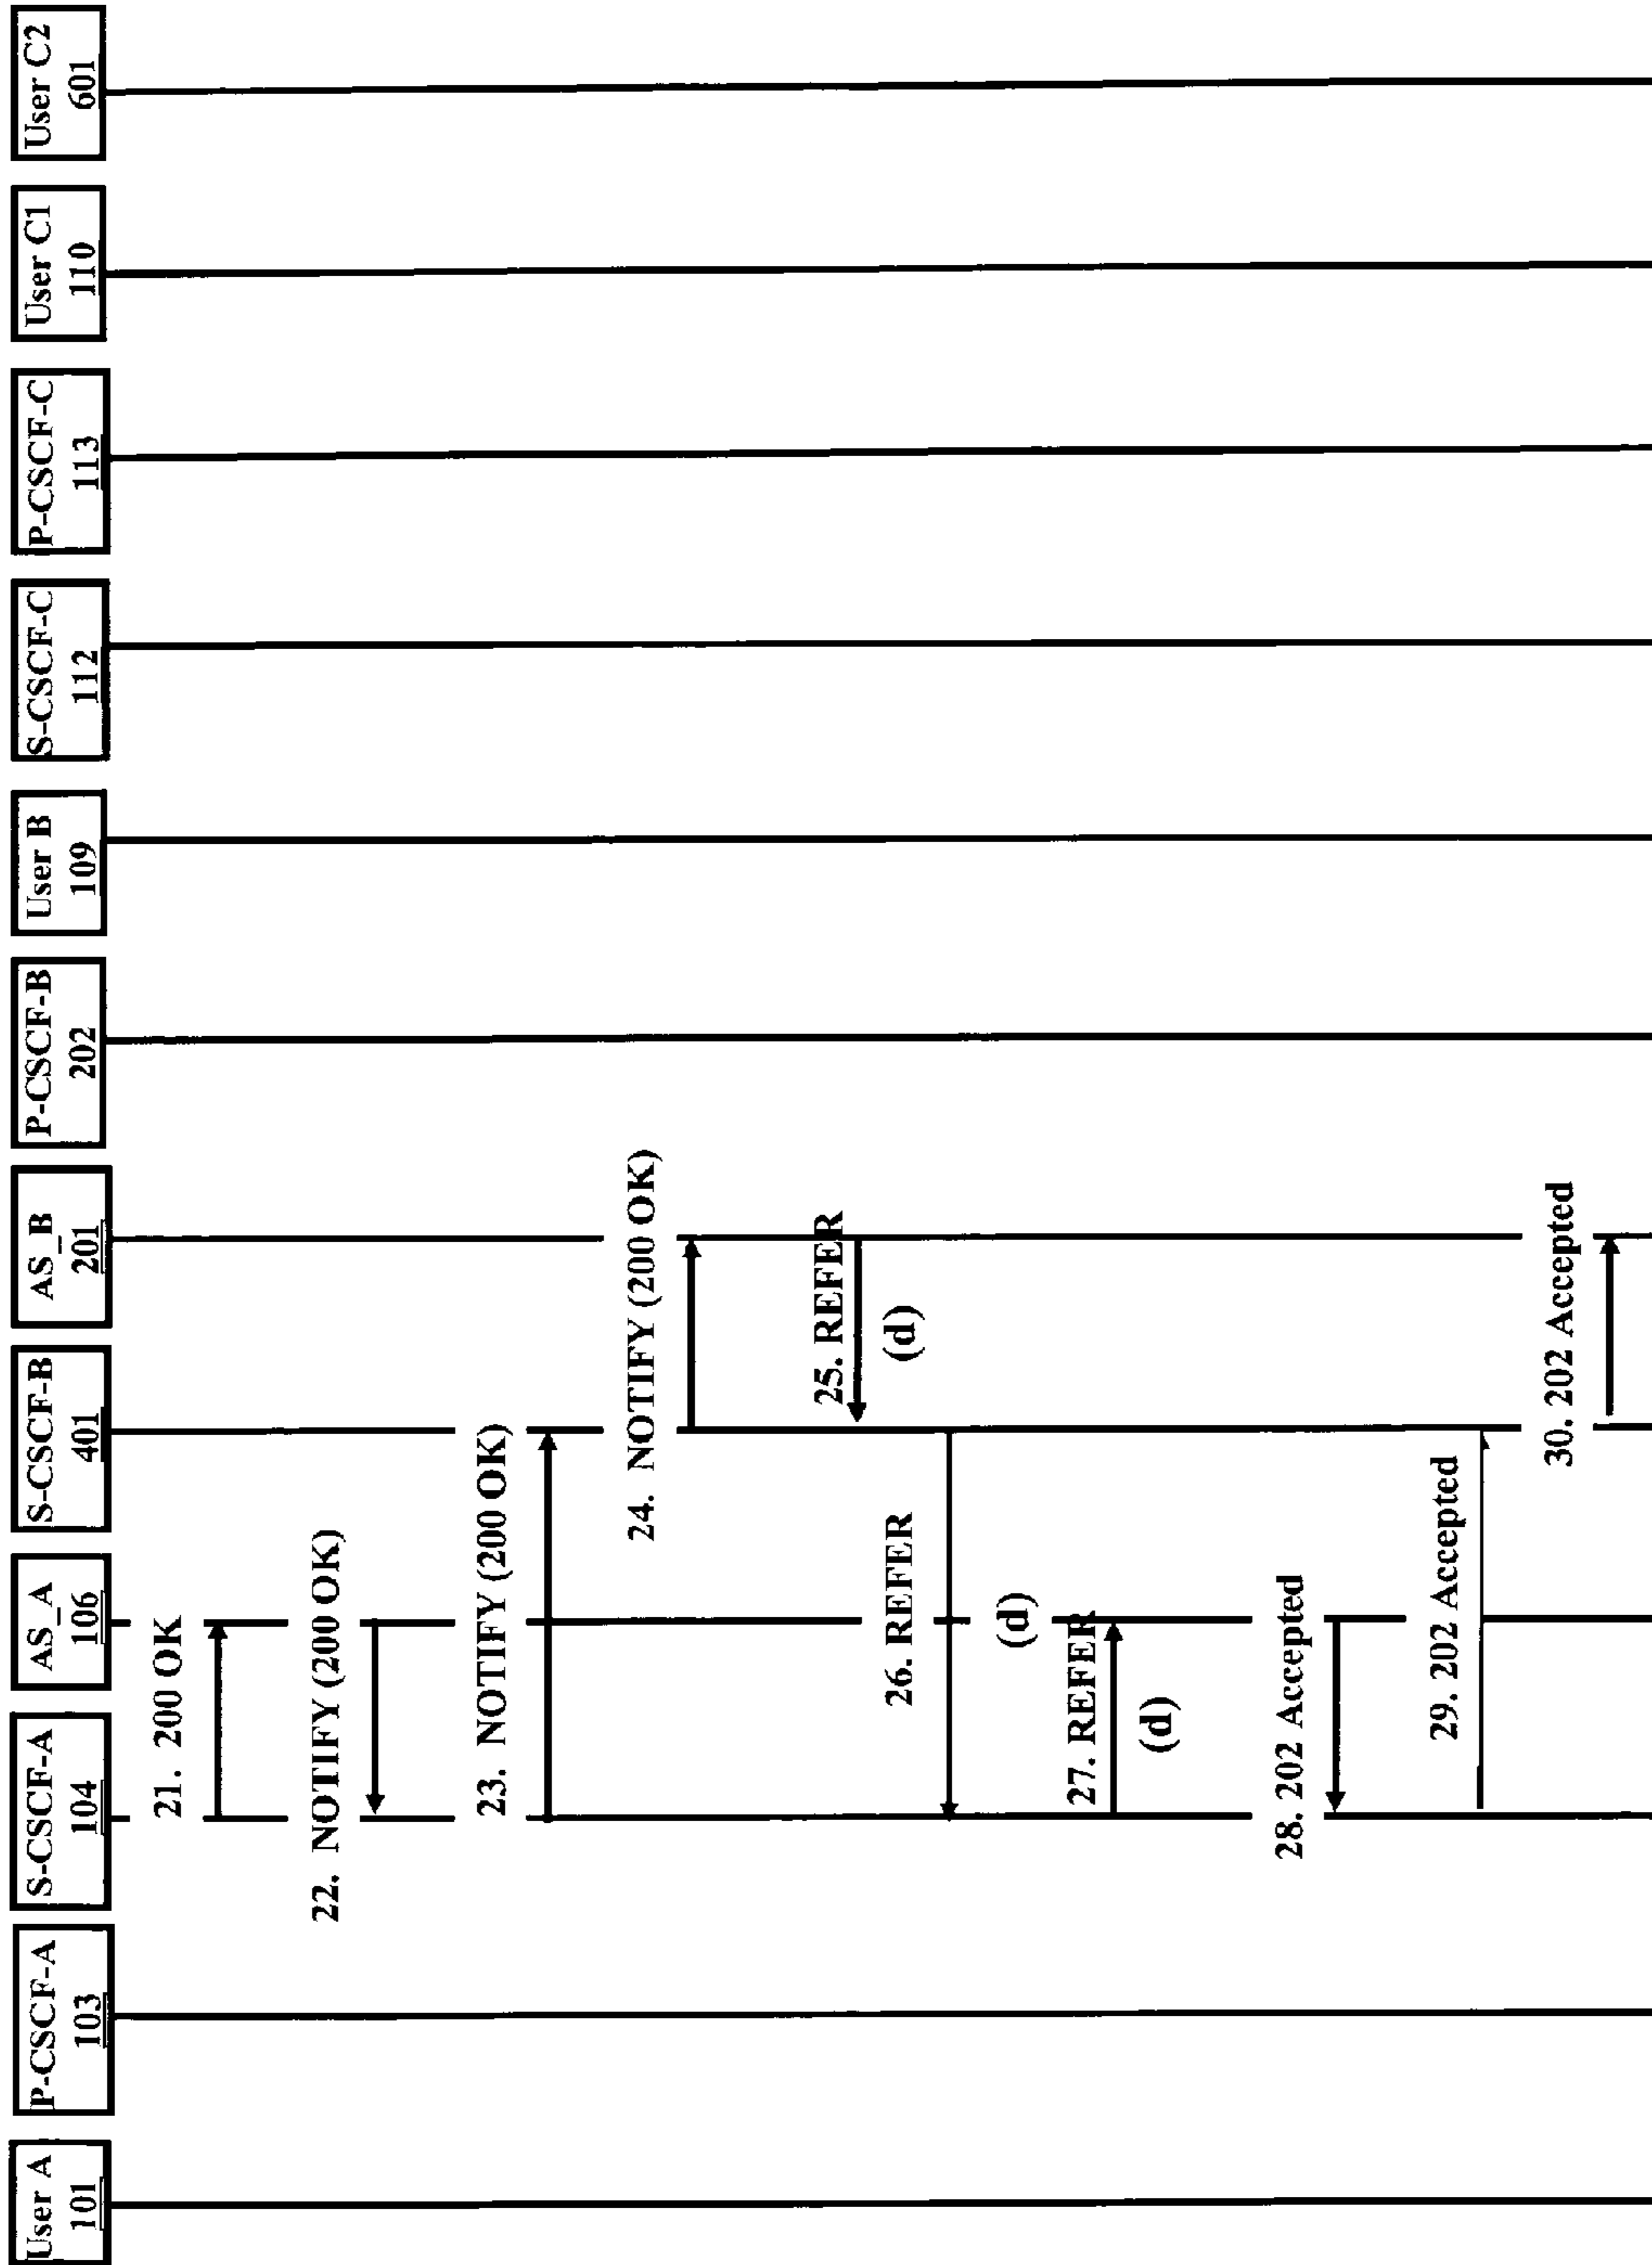 User A
101
P-CSCF-A
103
S-CSCF-A
104
AS_A
106
S-CSCF-B
401
AS_B
201
P-CSCF-B
202
User B
109
S-CSCF-C
112
P-CSCF-C
113
User C1
110
User C2
601
21. 200 OK
22. NOTIFY (200 OK)
23. NOTIFY (200 OK)
24. NOTIFY (200 OK)
25. REFER
(d)
26. REFER
(d)
27. REFER
(d)
28. 202 Accepted
29. 202 Accepted
30. 202 Accepted